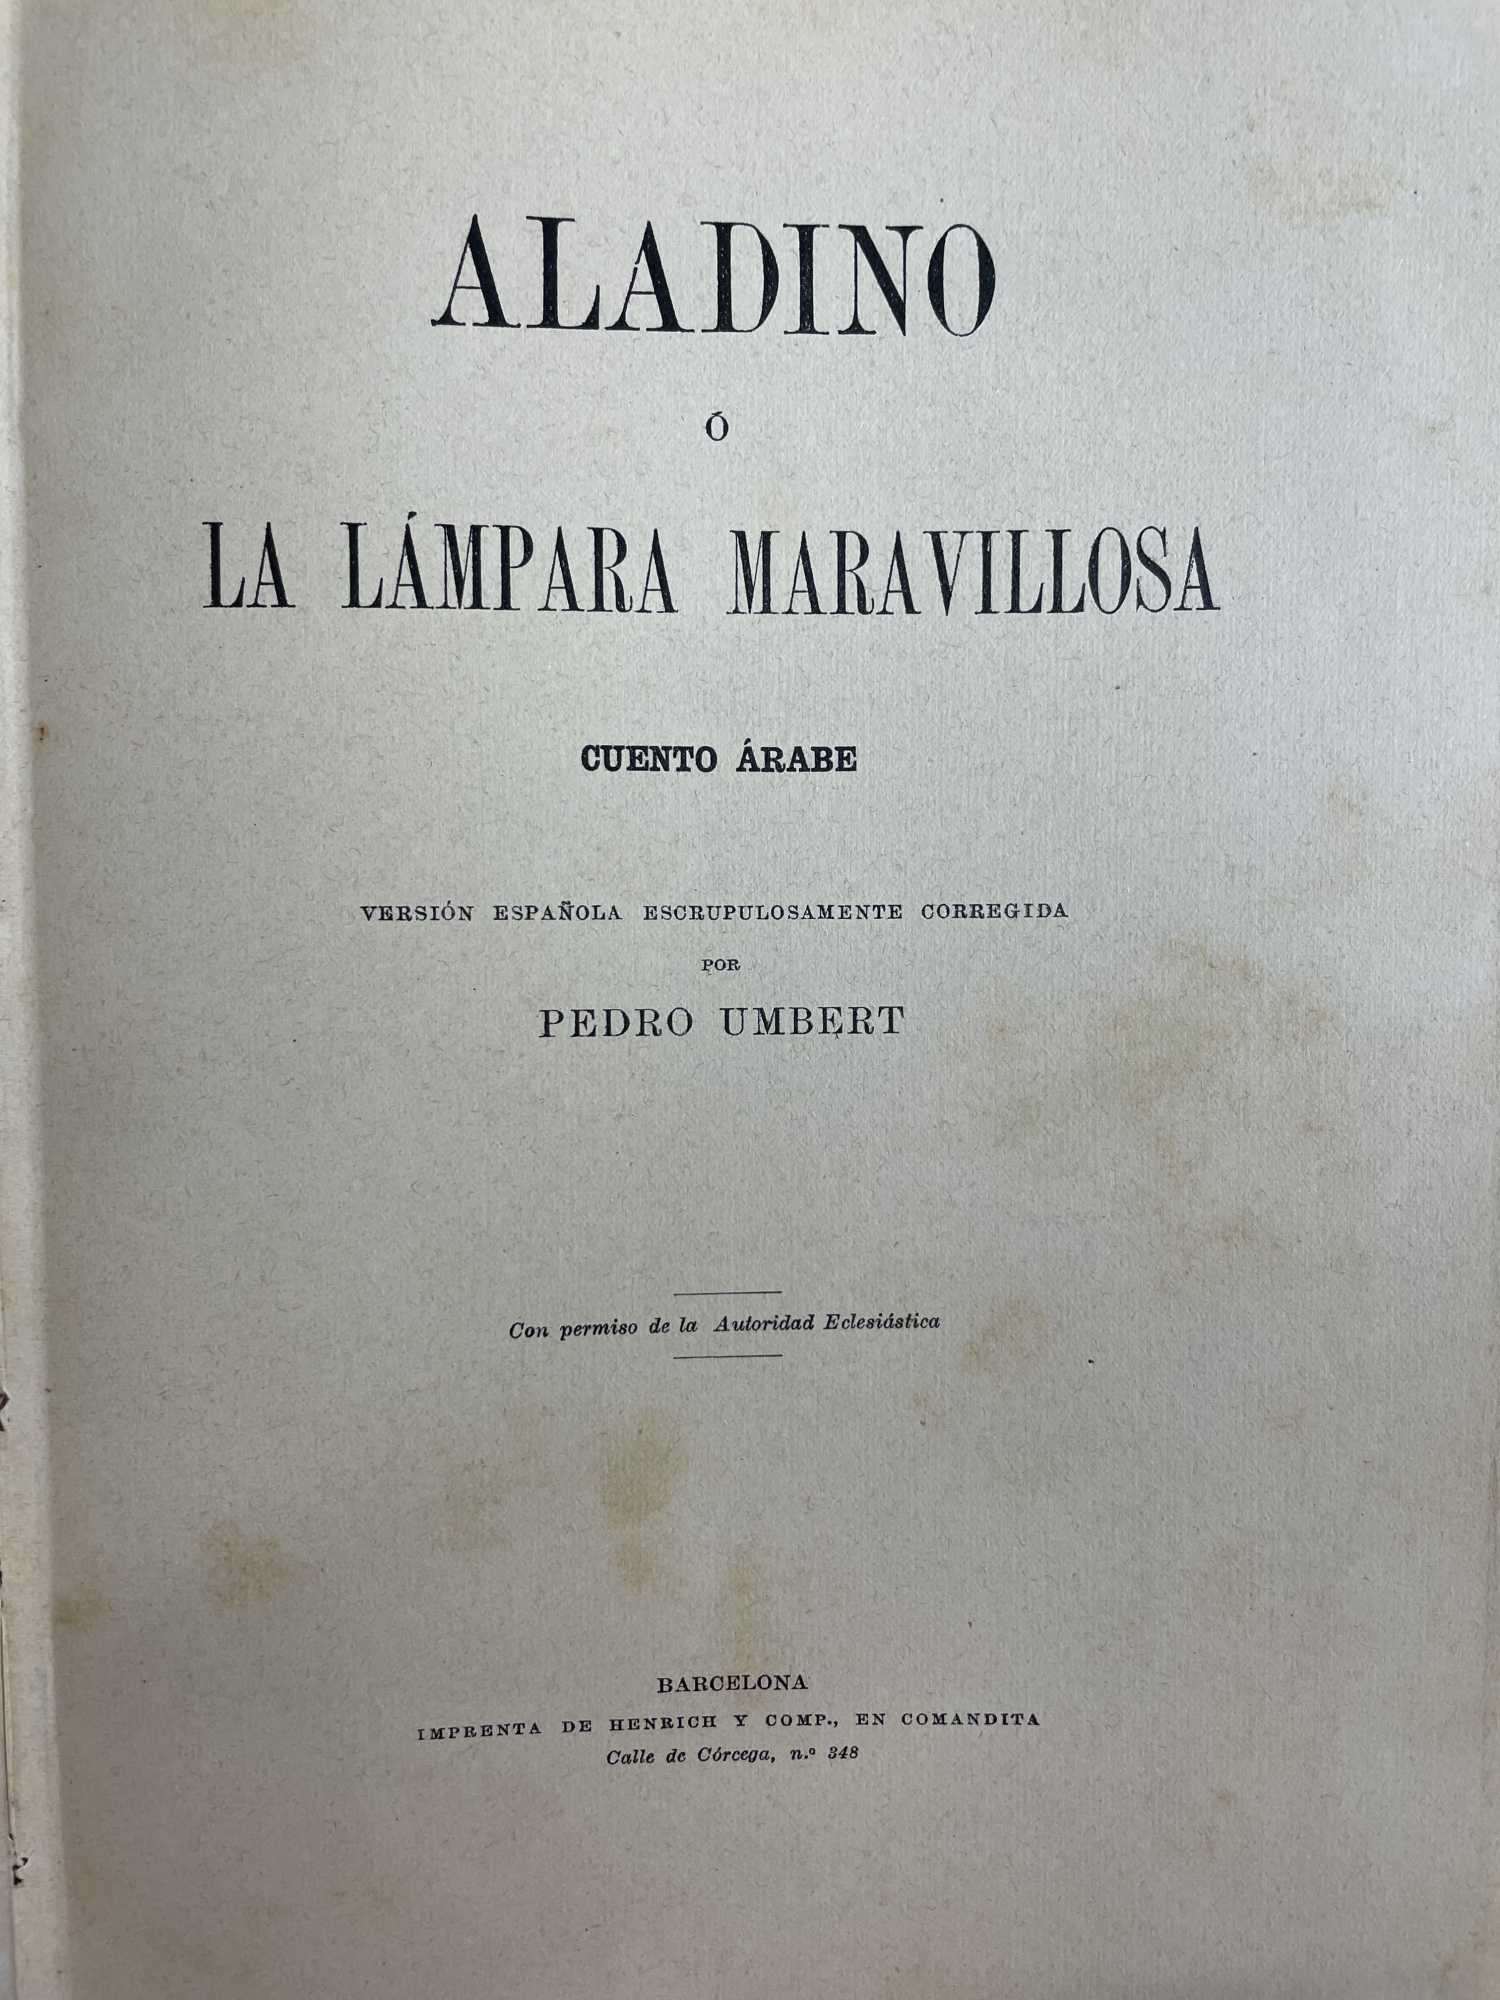 ALADINO
Ó
LA LÁMPARA MARAVILLOSA
CUENTO ÁRABE
VERSIÓN ESPAÑOLA ESCRUPULOSAMENTE CORREGIDA
POR
PEDRO UMBERT
Con permiso de la Autoridad Eclesiástica
BARCELONA
IMPRENTA DE HENRICH Y COMP., EN COMANDITA
Calle de Córcega, n.º 348